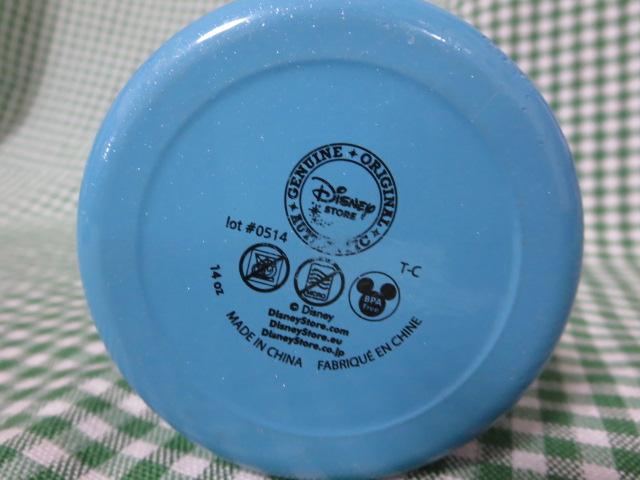 GENUINE ORIGINAL
Disney
STORE
lot #0514
T-C
14 oz
BPA
Free
© Disney
DisneyStore.com
DisneyStore.eu
DisneyStore.co.jp
MADE IN CHINA FABRIQUÉ EN CHINE